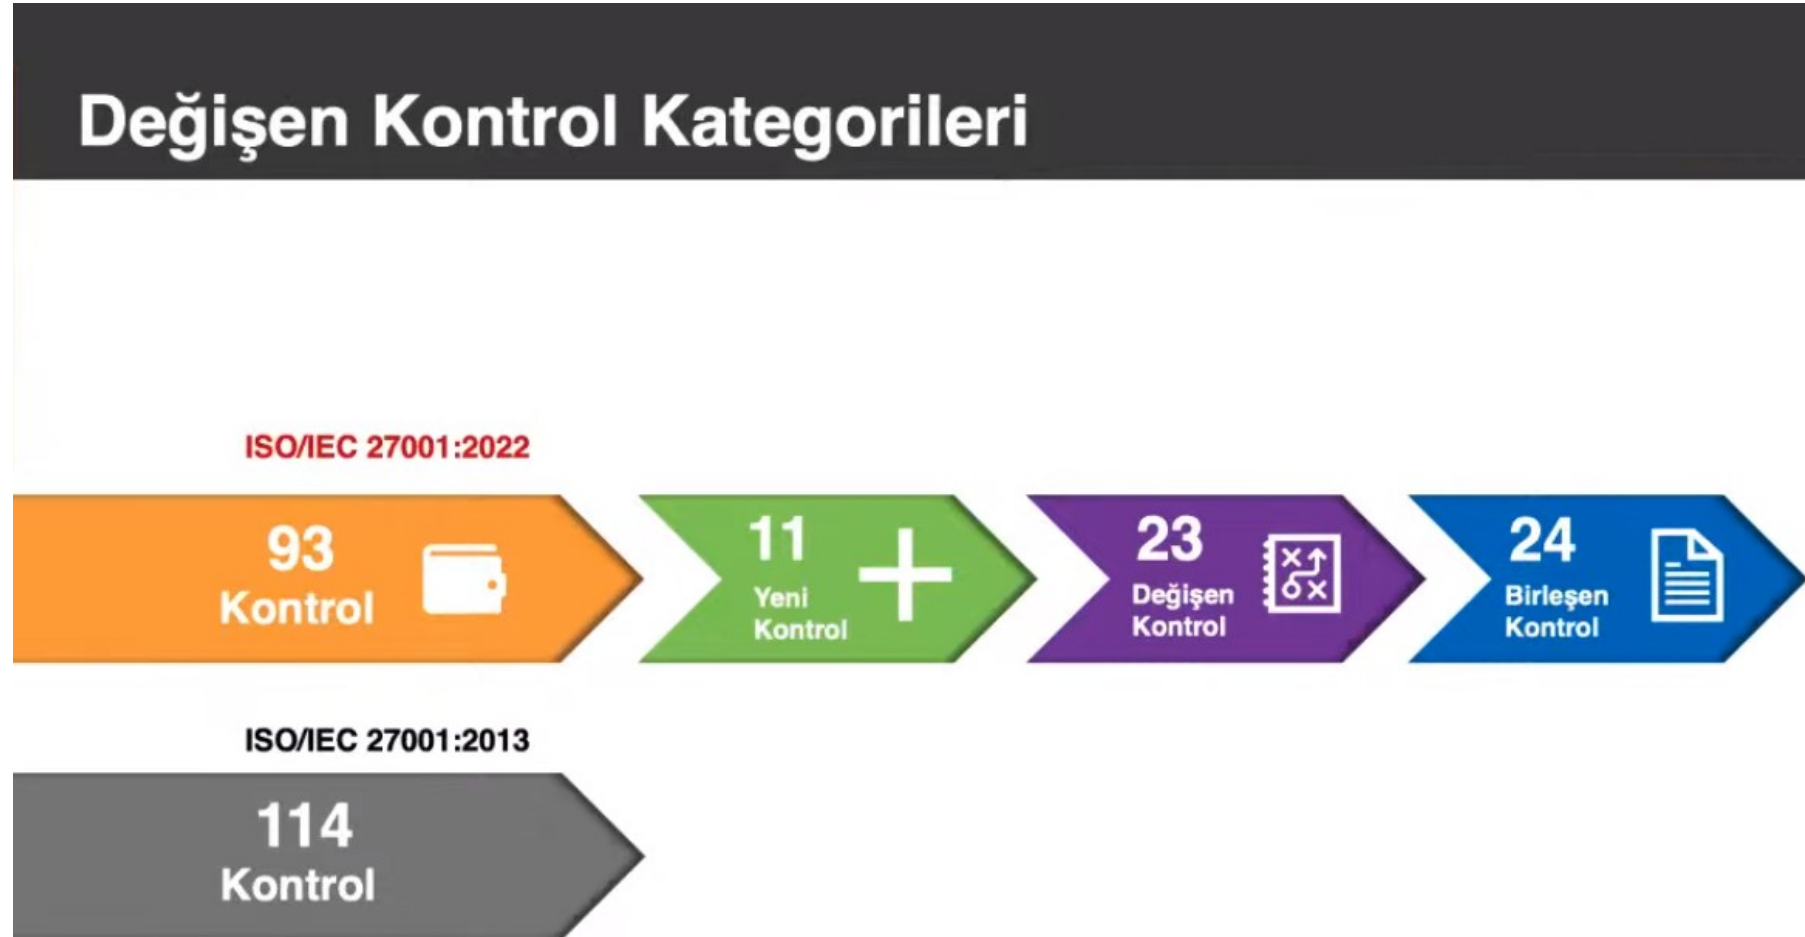 Değişen Kontrol Kategorileri
ISO/IEC 27001:2022
93
Kontrol
11
Yeni
Kontrol
23
Değişen
Kontrol
24
Birleşen
Kontrol
ISO/IEC 27001:2013
114
Kontrol